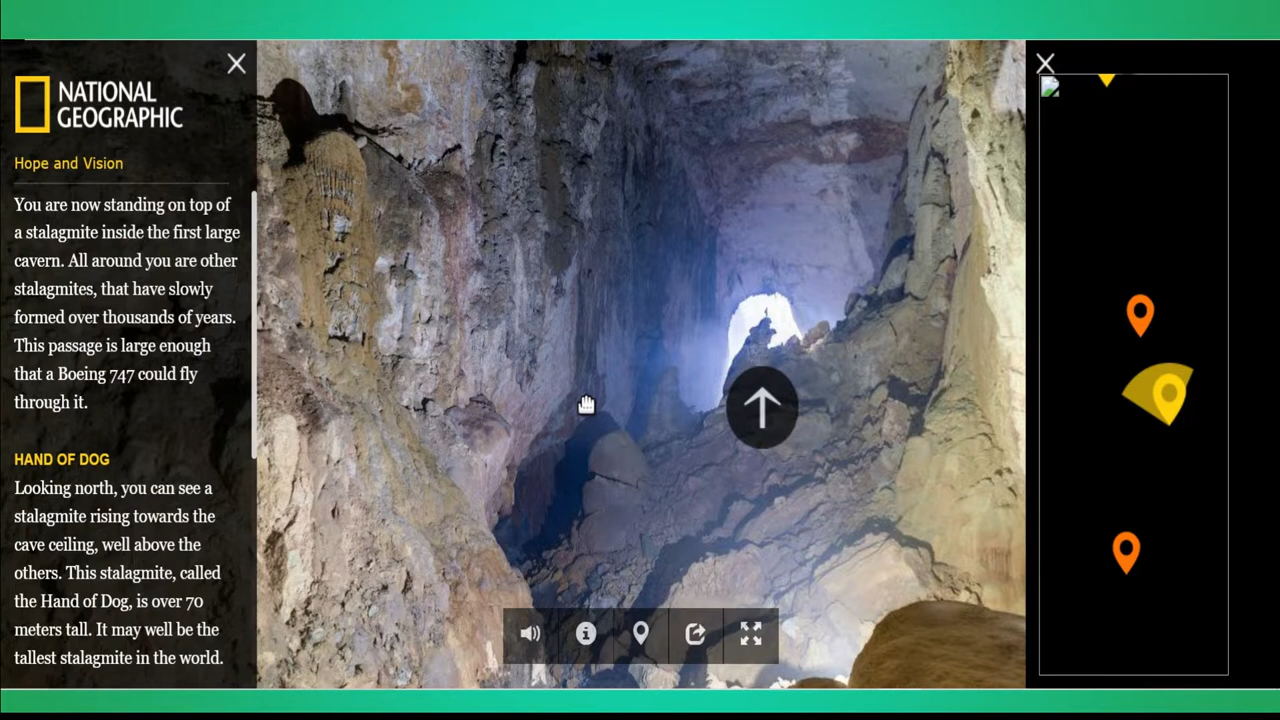 NATIONAL
GEOGRAPHIC
Hope and Vision
You are now standing on top of
a stalagmite inside the first large
cavern. All around you are other
stalagmites, that have slowly
formed over thousands of years.
This passage is large enough
that a Boeing 747 could fly
through it.
HAND OF DOG
Looking north, you can see a
stalagmite rising towards the
cave ceiling, well above the
others. This stalagmite, called
the Hand of Dog, is over 70
meters tall. It may well be the
tallest stalagmite in the world.